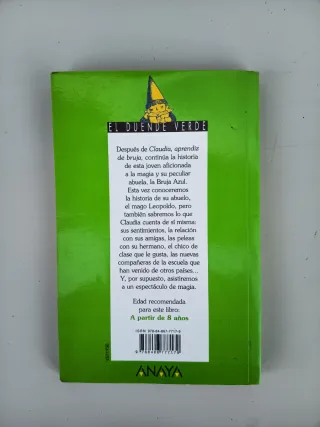 EL DUENDE VERDE
Después de Claudia, aprendiz
de bruja, continúa la historia
de esta joven aficionada
a la magia y su peculiar
abuela, la Bruja Azul.
Esta vez conoceremos
la historia de su abuelo,
el mago Leopoldo, pero
también sabremos lo que
Claudia cuenta de sí misma:
sus sentimientos, la relación
con sus amigas, las peleas
con su hermano, el chico de
clase que le gusta, las nuevas
compañeras de la escuela que
han venido de otros países...
Y, por supuesto, asistiremos
a un espectáculo de magia.
Edad recomendada
para este libro:
A partir de 8 años
ANAYA